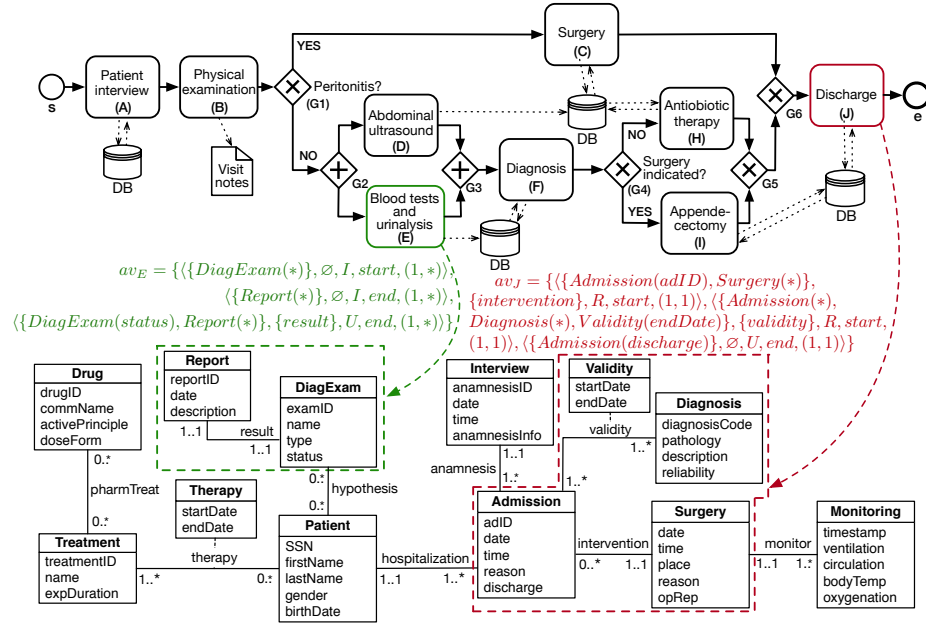 YES
Surgery
(C)
Patient
interview
(A)
Physical
examination
(B)
Peritonitis?
(G1)
s
Abdominal
ultrasound
(D)
DB
Antiobiotic
therapy
(H)
G6
Discharge
(J)
e
NO
DB
Visit
notes
NO
G2
G3
Diagnosis
(F)
Surgery
indicated?
(G4)
G5
Blood tests
and
urinalysis
(E)
YES
Appende-
cectomy
(I)
DB
DB
av_E = {⟨{DiagExam(*)}, ∅, I, start, (1, *)⟩,
⟨{Report(*)}, ∅, I, end, (1, *)⟩,
⟨{DiagExam(status), Report(*)}, {result}, U, end, (1, *)⟩}
av_J = {⟨{Admission(adID), Surgery(*)},
{intervention}, R, start, (1, 1)⟩, ⟨{Admission(*),
Diagnosis(*), Validity(endDate)}, {validity}, R, start,
(1, 1)⟩, ⟨{Admission(discharge)}, ∅, U, end, (1, 1)⟩}
Drug
drugID
commName
activePrinciple
doseForm
0..*
pharmTreat
0..*
Report
reportID
date
description
1..1
result
1..1
DiagExam
examID
name
type
status
0..*
hypothesis
0..*
Interview
anamnesisID
date
time
anamnesisInfo
1..1
anamnesis
1..*
Validity
startDate
endDate
validity
1..*
1..*
Diagnosis
diagnosisCode
pathology
description
reliability
Therapy
startDate
endDate
therapy
Treatment
treatmentID
name
expDuration
1..*
0..*
Patient
SSN
firstName
lastName
gender
birthDate
hospitalization
1..1
1..*
Admission
adID
date
time
reason
discharge
intervention
0..*
1..1
Surgery
date
time
place
reason
opRep
monitor
1..1
1..*
Monitoring
timestamp
ventilation
circulation
bodyTemp
oxygenation